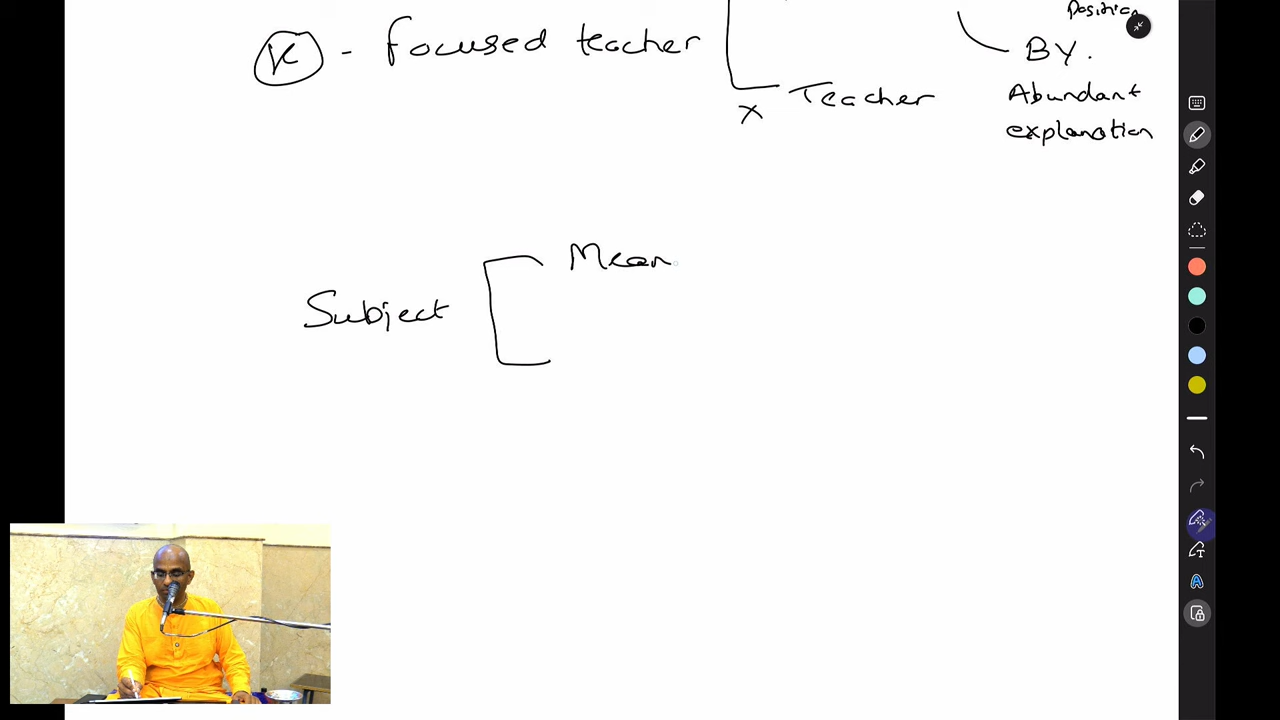 Position
K - Focused teacher
BY.
X Teacher
Abundant
explanation
Mean
Subject